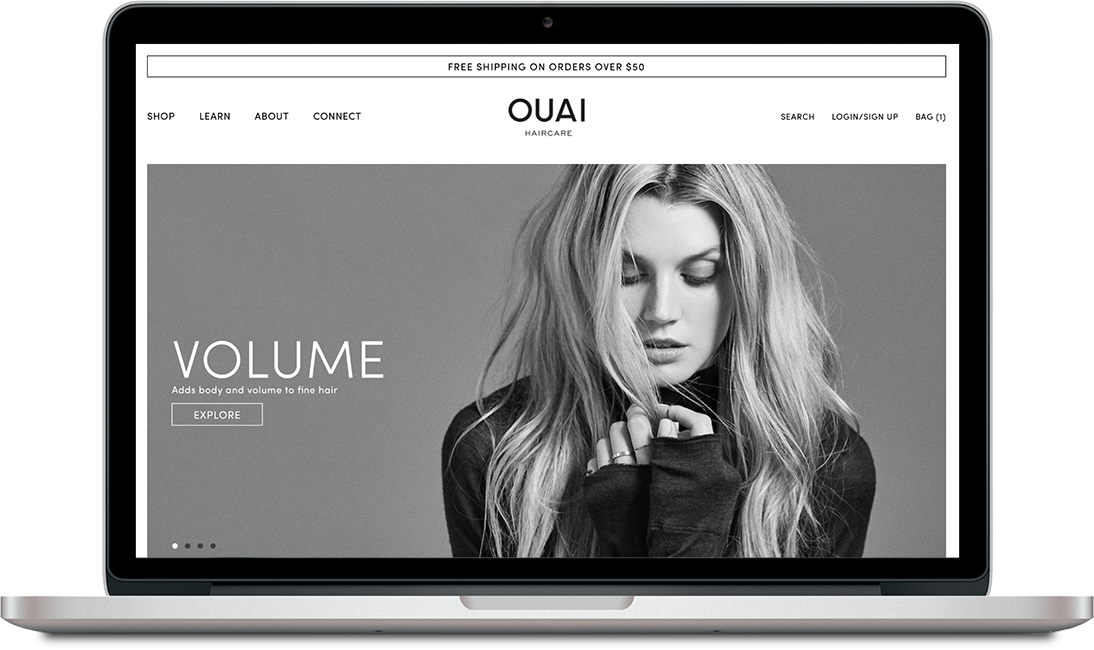 FREE SHIPPING ON ORDERS OVER $50
SHOP LEARN ABOUT CONNECT
OUAI
HAIRCARE
SEARCH LOGIN/SIGN UP BAG (1)
VOLUME
Adds body and volume to fine hair
EXPLORE